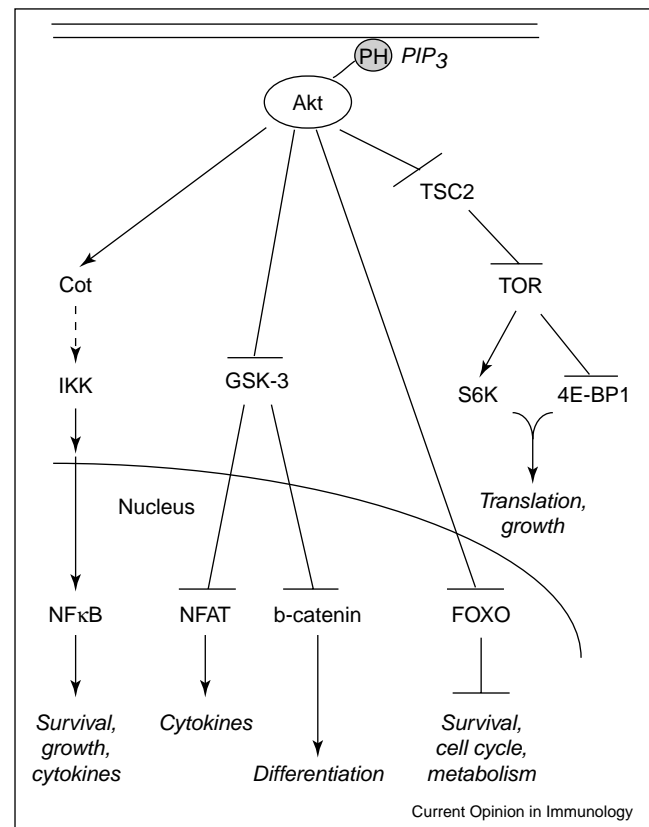 PH PIP3
Akt
TSC2
Cot
TOR
IKK
GSK-3
S6K
4E-BP1
Nucleus
Translation,
growth
NFκB
NFAT
b-catenin
FOXO
Survival,
growth,
cytokines
Cytokines
Differentiation
Survival,
cell cycle,
metabolism
Current Opinion in Immunology